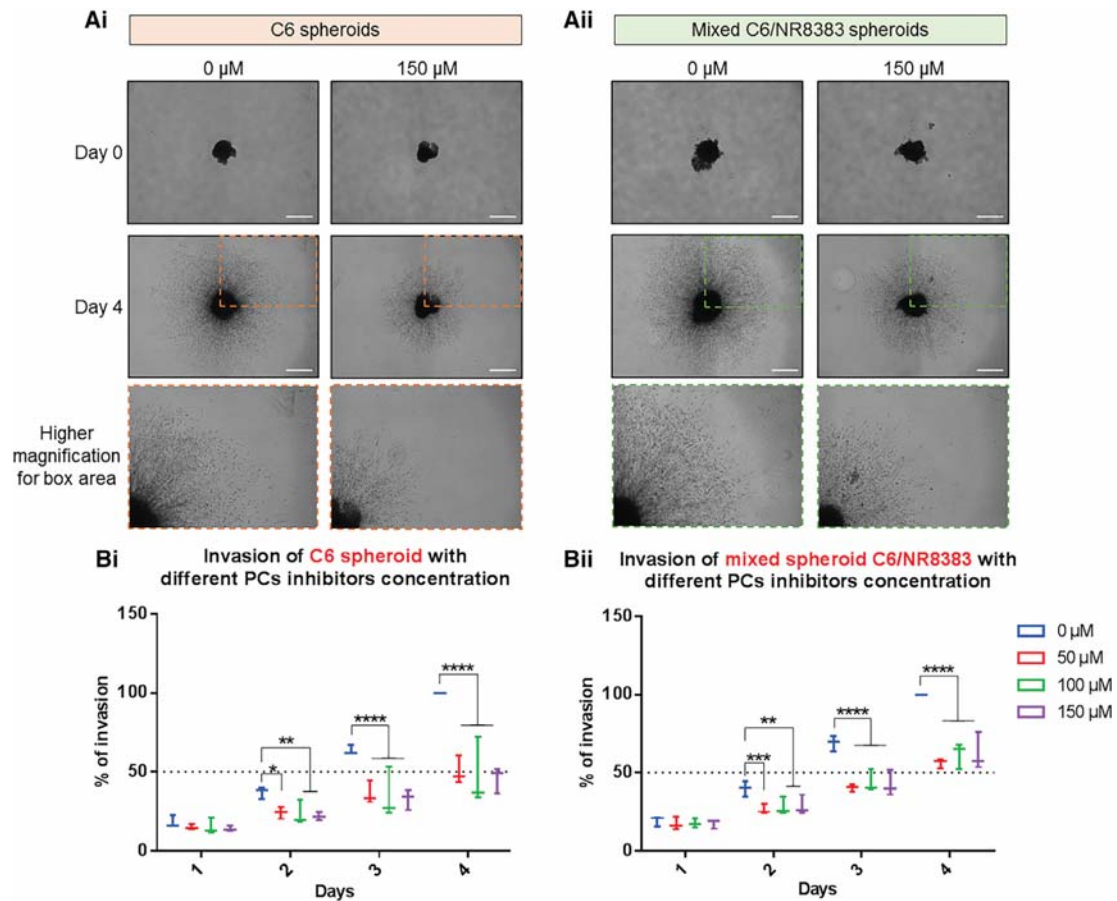 Ai
C6 spheroids
0 µM
150 µM
Aii
Mixed C6/NR8383 spheroids
0 µM
150 µM
Day 0
Day 4
Higher
magnification
for box area
Bi
Invasion of C6 spheroid with
different PCs inhibitors concentration
% of invasion
150
100
50
0
*
**
****
****
1
2
3
4
Days
Bii
Invasion of mixed spheroid C6/NR8383 with
different PCs inhibitors concentration
% of invasion
150
100
50
0
***
**
****
****
1
2
3
4
Days
0 µM
50 µM
100 µM
150 µM